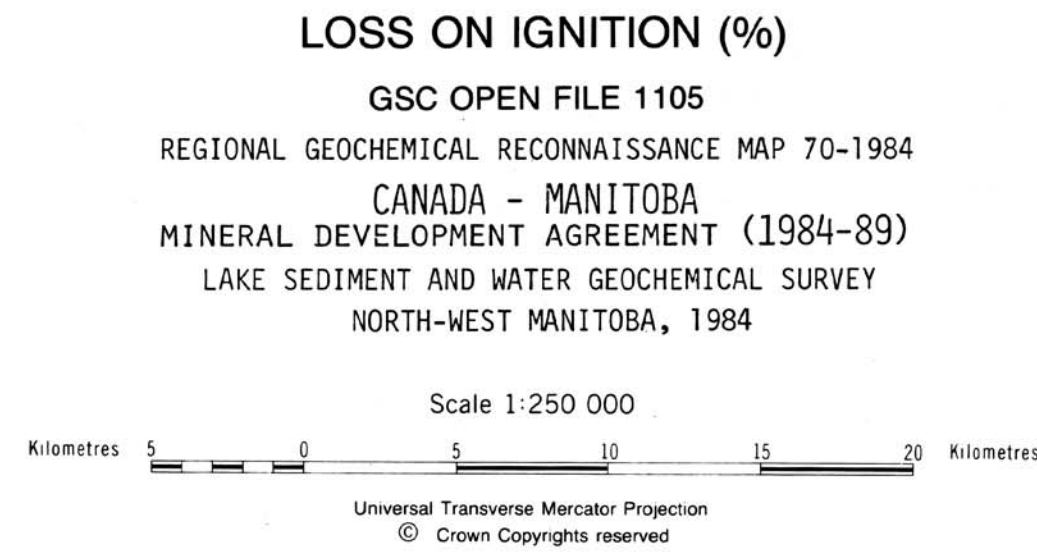 LOSS ON IGNITION (%)
GSC OPEN FILE 1105
REGIONAL GEOCHEMICAL RECONNAISSANCE MAP 70-1984
CANADA - MANITOBA
MINERAL DEVELOPMENT AGREEMENT (1984-89)
LAKE SEDIMENT AND WATER GEOCHEMICAL SURVEY
NORTH-WEST MANITOBA, 1984
Scale 1:250 000
Kilometres 5 0 5 10 15 20 Kilometres
Universal Transverse Mercator Projection
© Crown Copyrights reserved